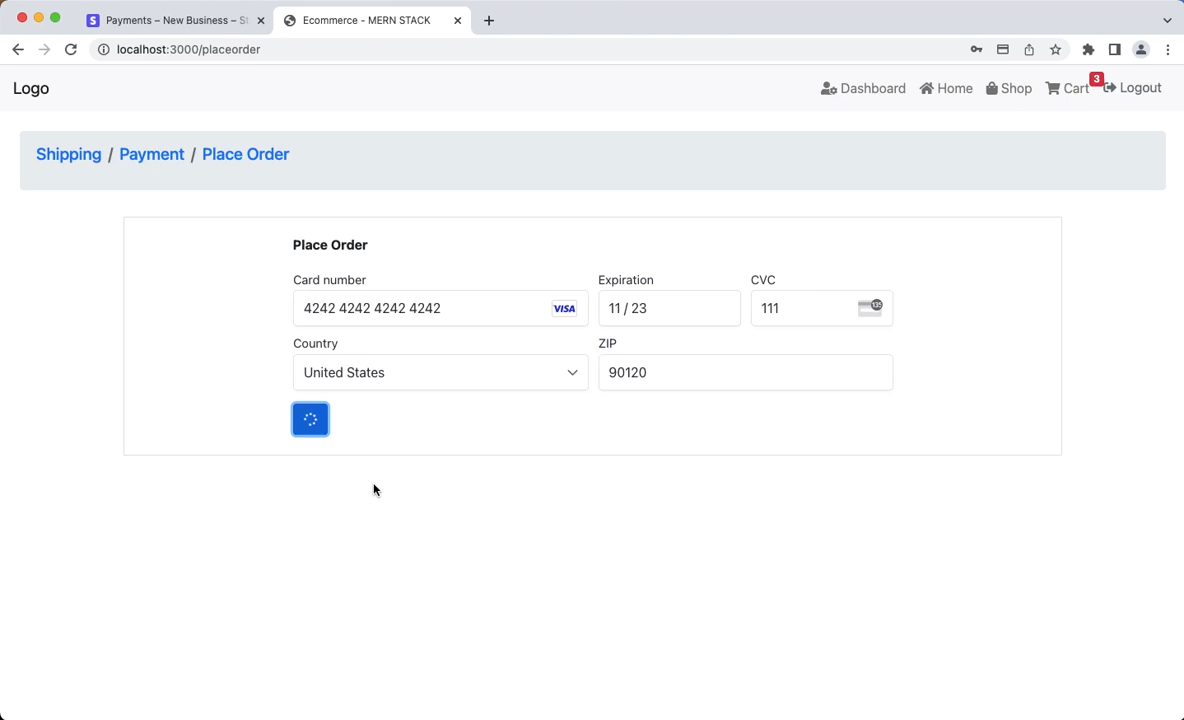 Payments – New Business – St
Ecommerce - MERN STACK
localhost:3000/placeorder
Logo
Dashboard
Home
Shop
Cart
3
Logout
Shipping / Payment / Place Order
Place Order
Card number
Expiration
CVC
4242 4242 4242 4242
VISA
11 / 23
111
135
Country
ZIP
United States
90120